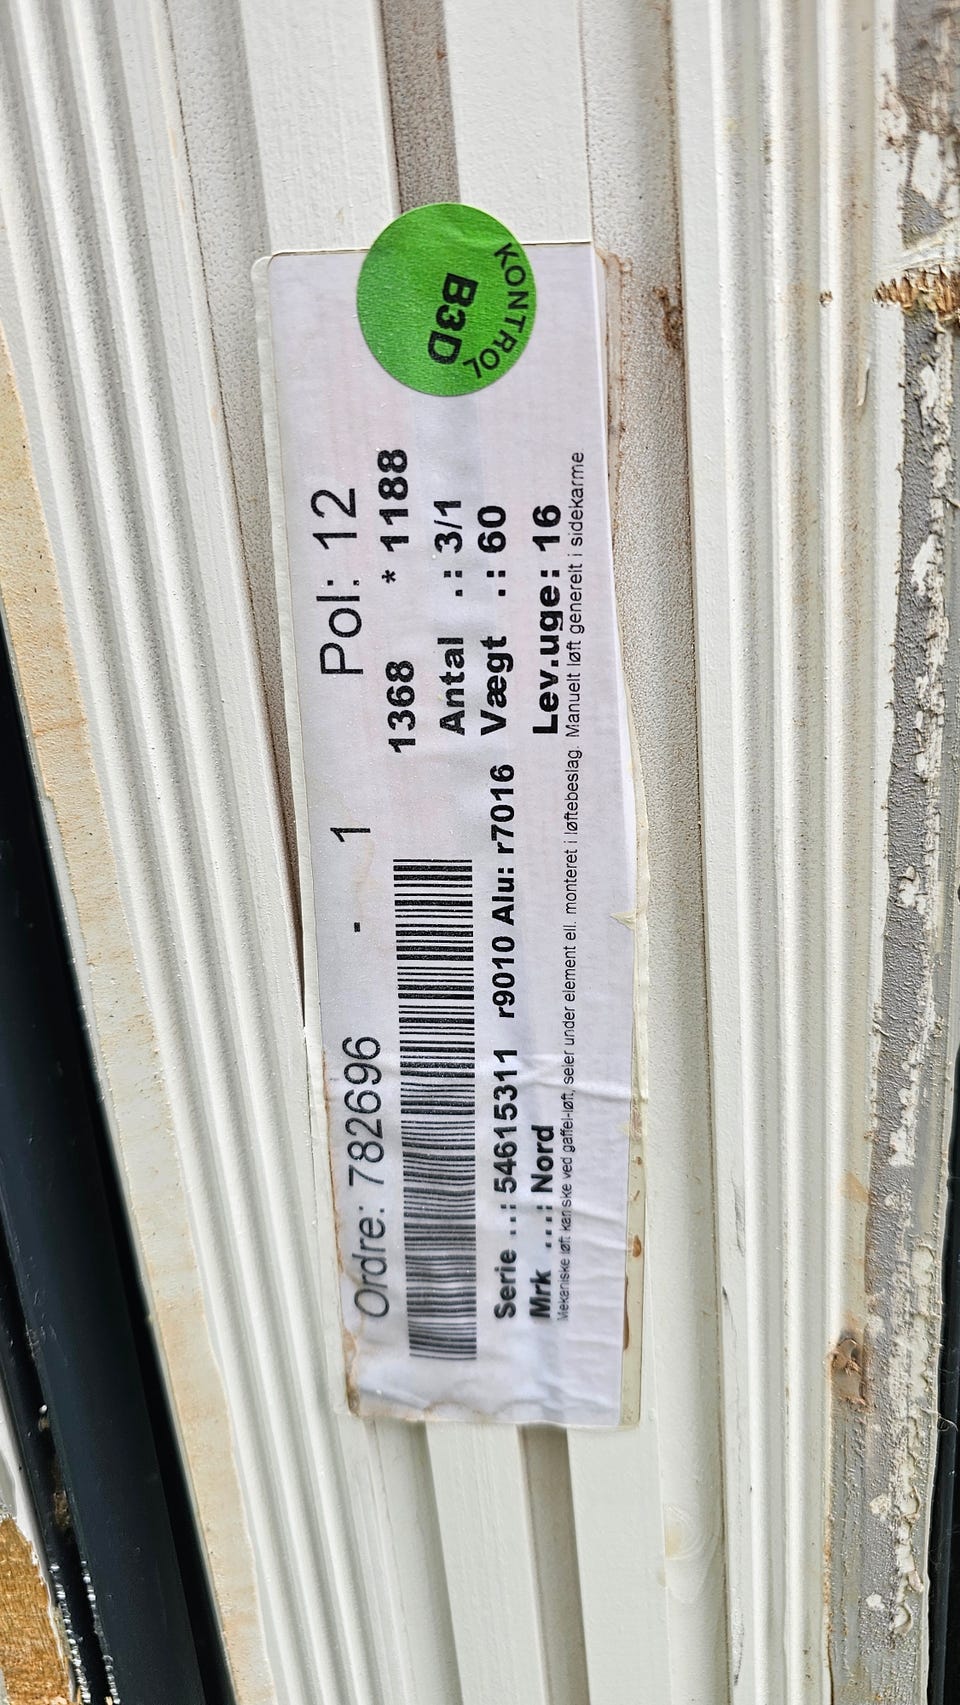 Ordre: 782696 - 1 Pol: 12
1368 * 1188
Antal .: 3/1
Serie ..: 54615311 r9010 Alu: r7016 Vægt .: 60
Mrk ...: Nord Lev.uge: 16
Mekaniske løft kan ske ved gaffel-løft, seler under element ell. monteret i løftebeslag. Manuelt løft generelt i sidekarme
KONTROL
B3D